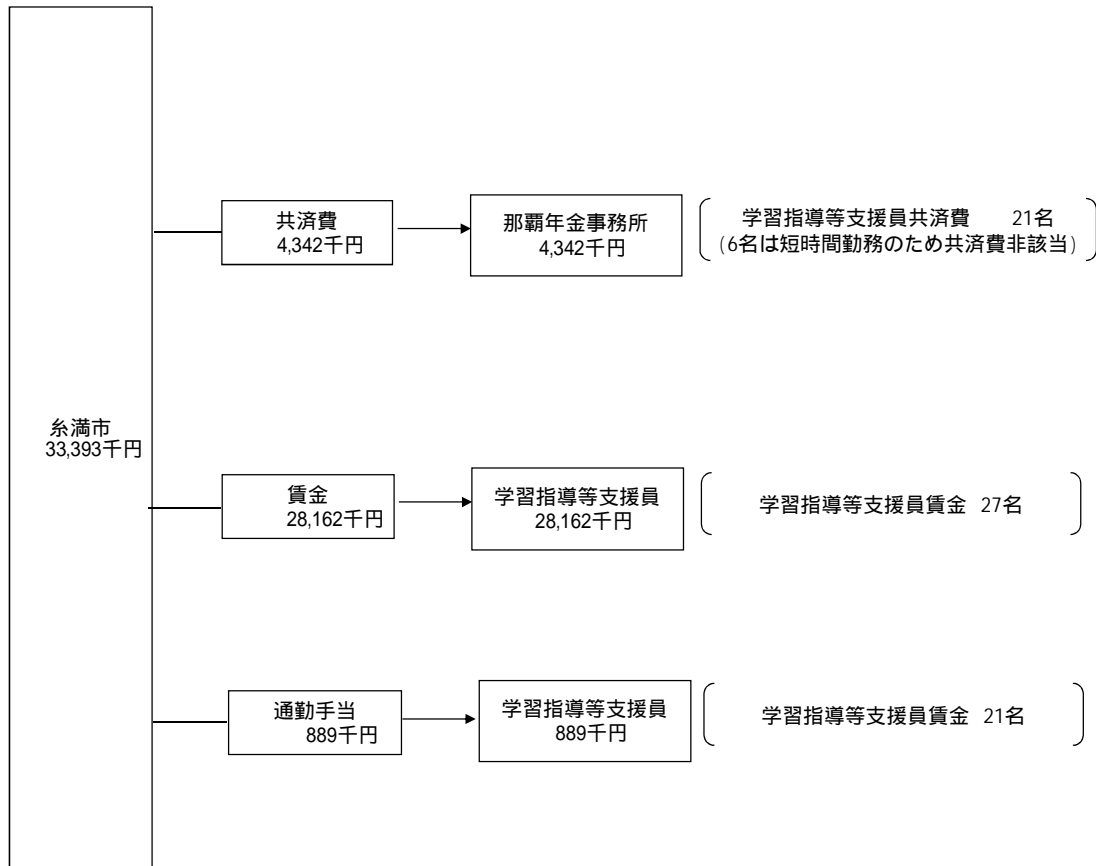 共済費
4,342千円
那覇年金事務所
4,342千円
学習指導等支援員共済費 21名
(6名は短時間勤務のため共済費非該当)
糸満市
33,393千円
賃金
28,162千円
学習指導等支援員
28,162千円
学習指導等支援員賃金 27名
通勤手当
889千円
学習指導等支援員
889千円
学習指導等支援員賃金 21名